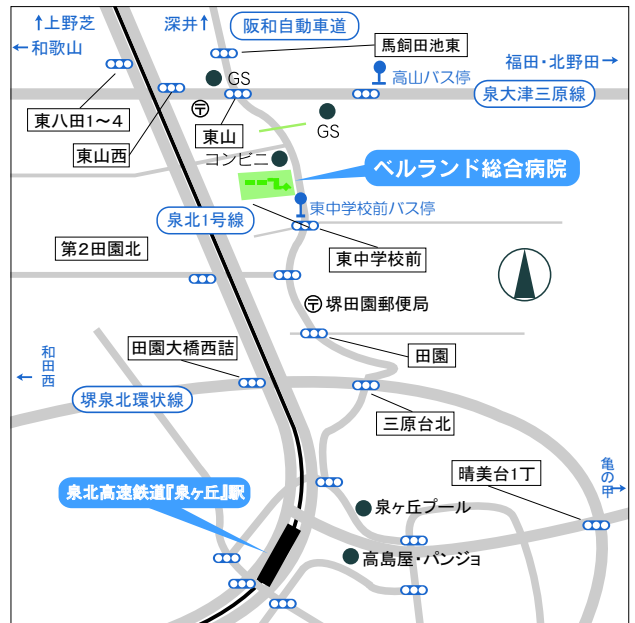 ↑上野芝
深井↑
阪和自動車道
←和歌山
馬飼田池東
福田・北野田→
GS
高山バス停
東八田1～4
東山
GS
泉大津三原線
東山西
コンビニ
ベルランド総合病院
泉北1号線
東中学校前バス停
第2田園北
東中学校前
〶堺田園郵便局
田園大橋西詰
田園
和田西
←
堺泉北環状線
三原台北
晴美台1丁
亀の甲
→
泉北高速鉄道『泉ヶ丘』駅
泉ヶ丘プール
高島屋・パンジョ